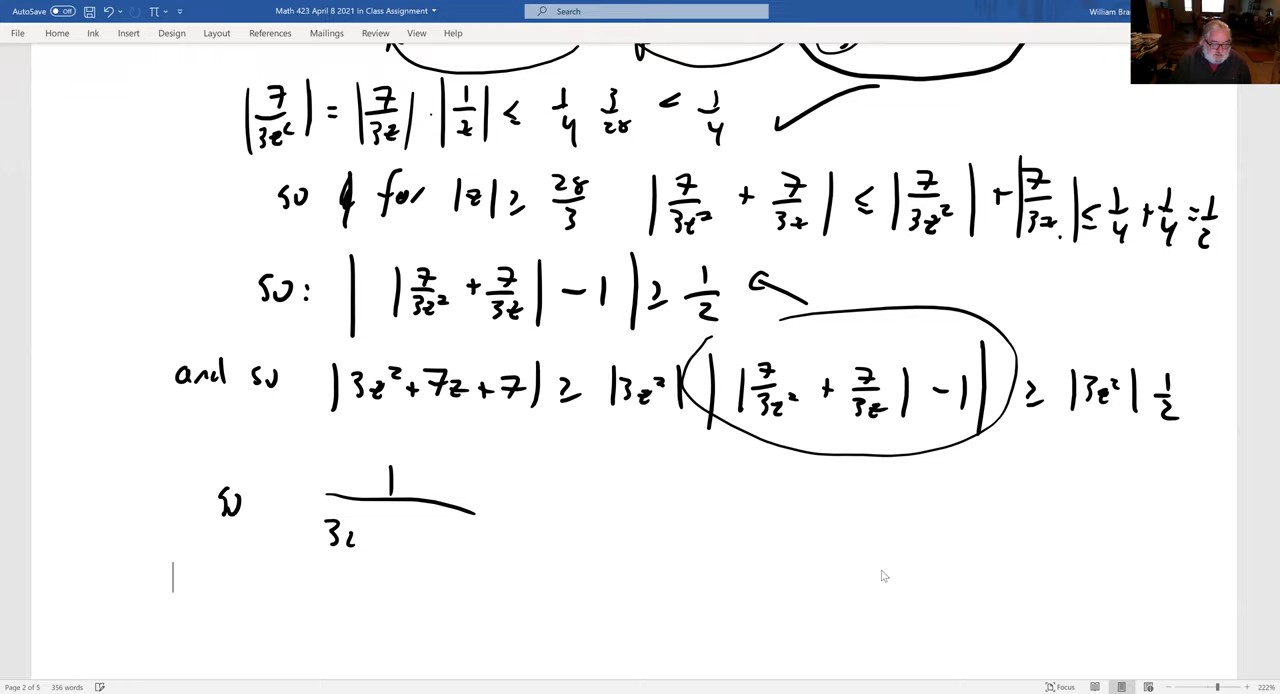 AutoSave Off Math 423 April 8 2021 In Class Assignment Search William Bra
File Home Ink Insert Design Layout References Mailings Review View Help
|7/3z²| = |7/3z| · |1/z| ≤ 1/4 3/28 < 1/4
so for |z| ≥ 28/3 |7/3z² + 7/3z| ≤ |7/3z²| + |7/3z| ≤ 1/4 + 1/4 = 1/2
so: | |7/3z² + 7/3z| − 1 | ≥ 1/2
and so |3z² + 7z + 7| ≥ |3z²| | |7/3z² + 7/3z| − 1 | ≥ |3z²| 1/2
so 1/3z
Page 2 of 5 356 words Focus 222%